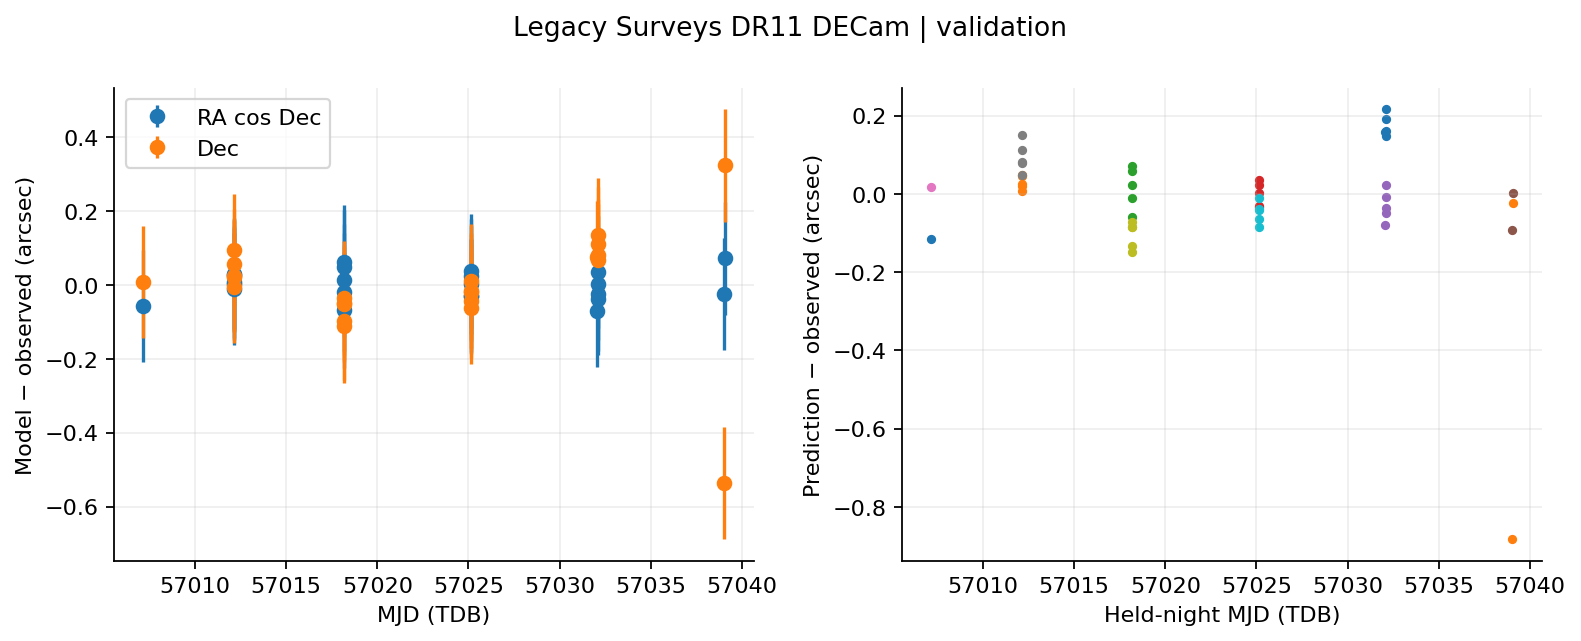 Legacy Surveys DR11 DECam | validation
Model − observed (arcsec)
0.4
0.2
0.0
−0.2
−0.4
−0.6
RA cos Dec
Dec
57010 57015 57020 57025 57030 57035 57040
MJD (TDB)
Prediction − observed (arcsec)
0.2
0.0
−0.2
−0.4
−0.6
−0.8
57010 57015 57020 57025 57030 57035 57040
Held-night MJD (TDB)